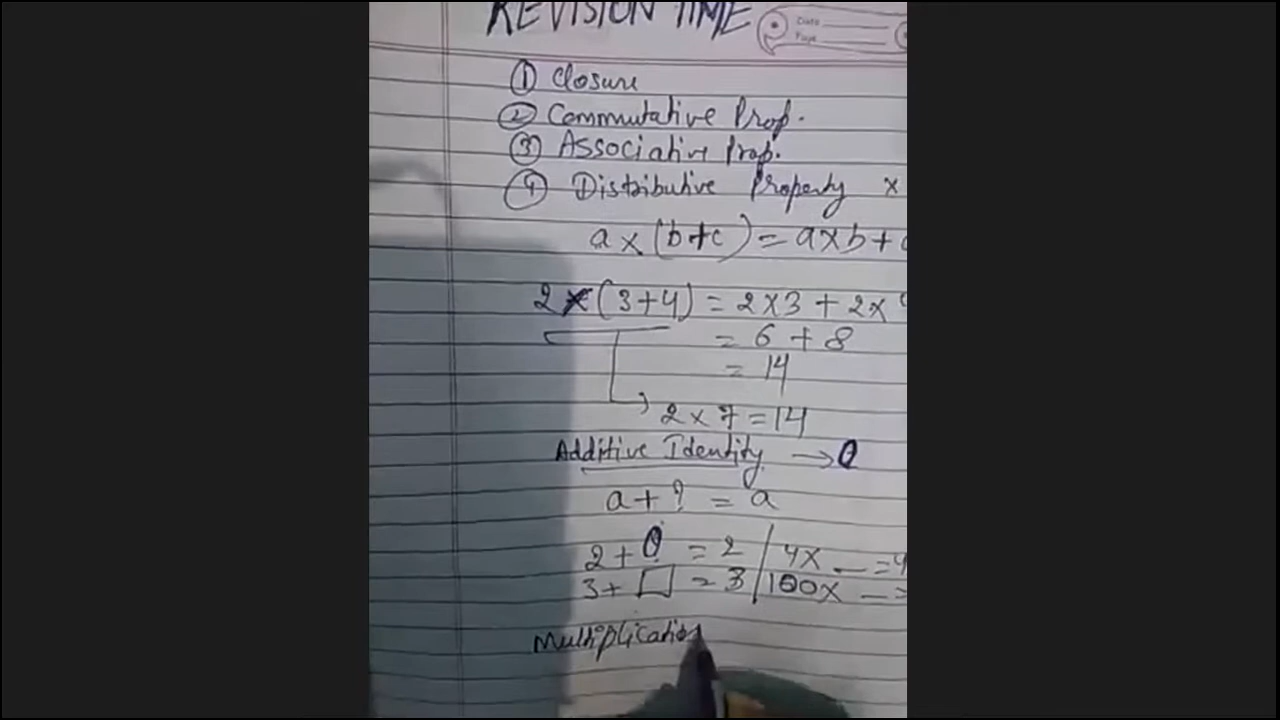 REVISION TIME
Date
Page
① Closure
② Commutative Prop.
③ Associative Prop.
④ Distributive Property ×
a × (b+c) = a×b +
2 × (3+4) = 2×3 + 2×
= 6 + 8
= 14
2 × 7 = 14
Additive Identity → 0
a + ? = a
2 + 0 = 2 / 4× _ = 4
3 + □ = 3 / 100× _ =
Multiplication